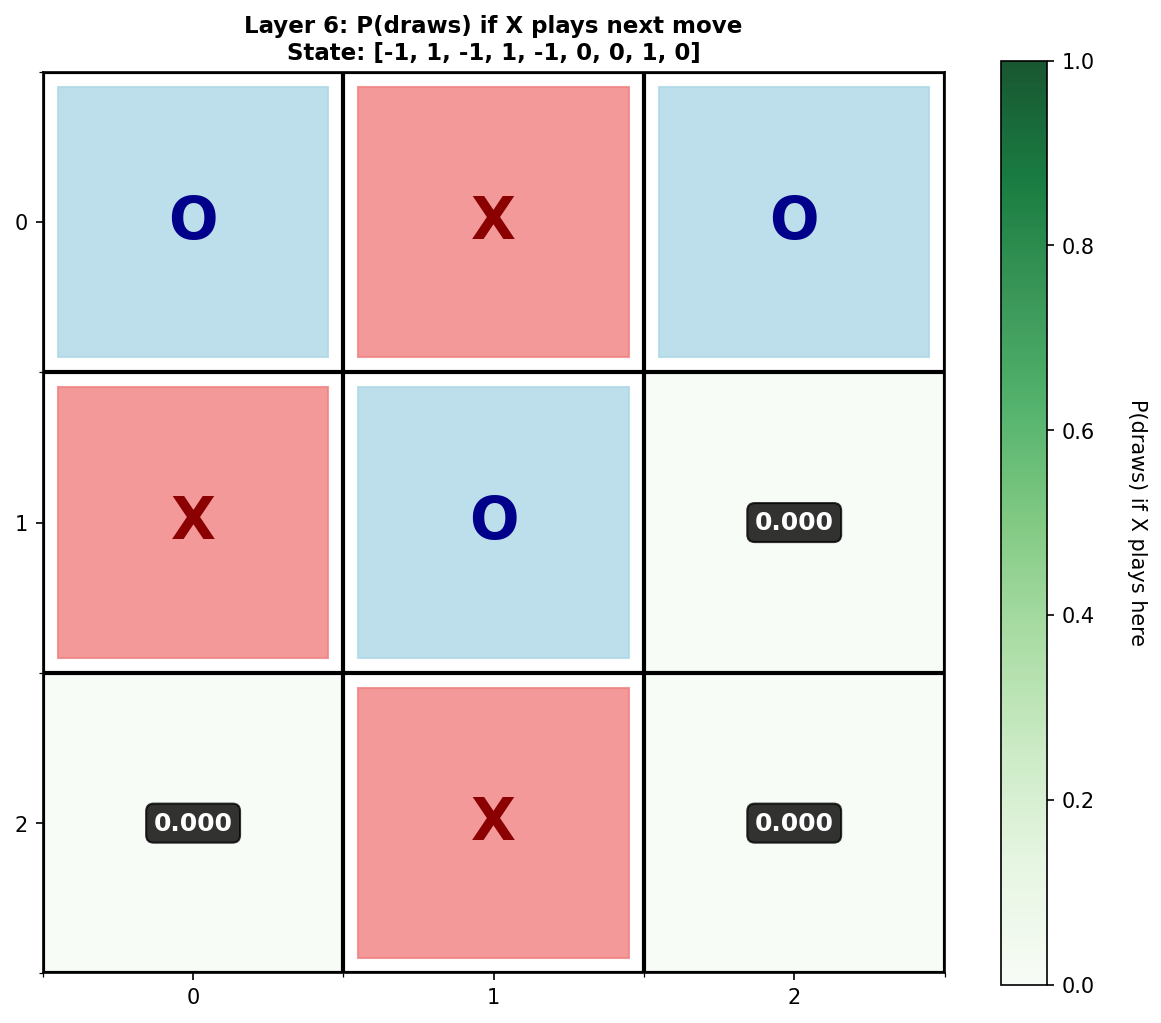 Layer 6: P(draws) if X plays next move
State: [-1, 1, -1, 1, -1, 0, 0, 1, 0]
0
O
X
O
1
X
O
0.000
2
0.000
X
0.000
0
1
2
1.0
0.8
0.6
0.4
0.2
0.0
P(draws) if X plays here